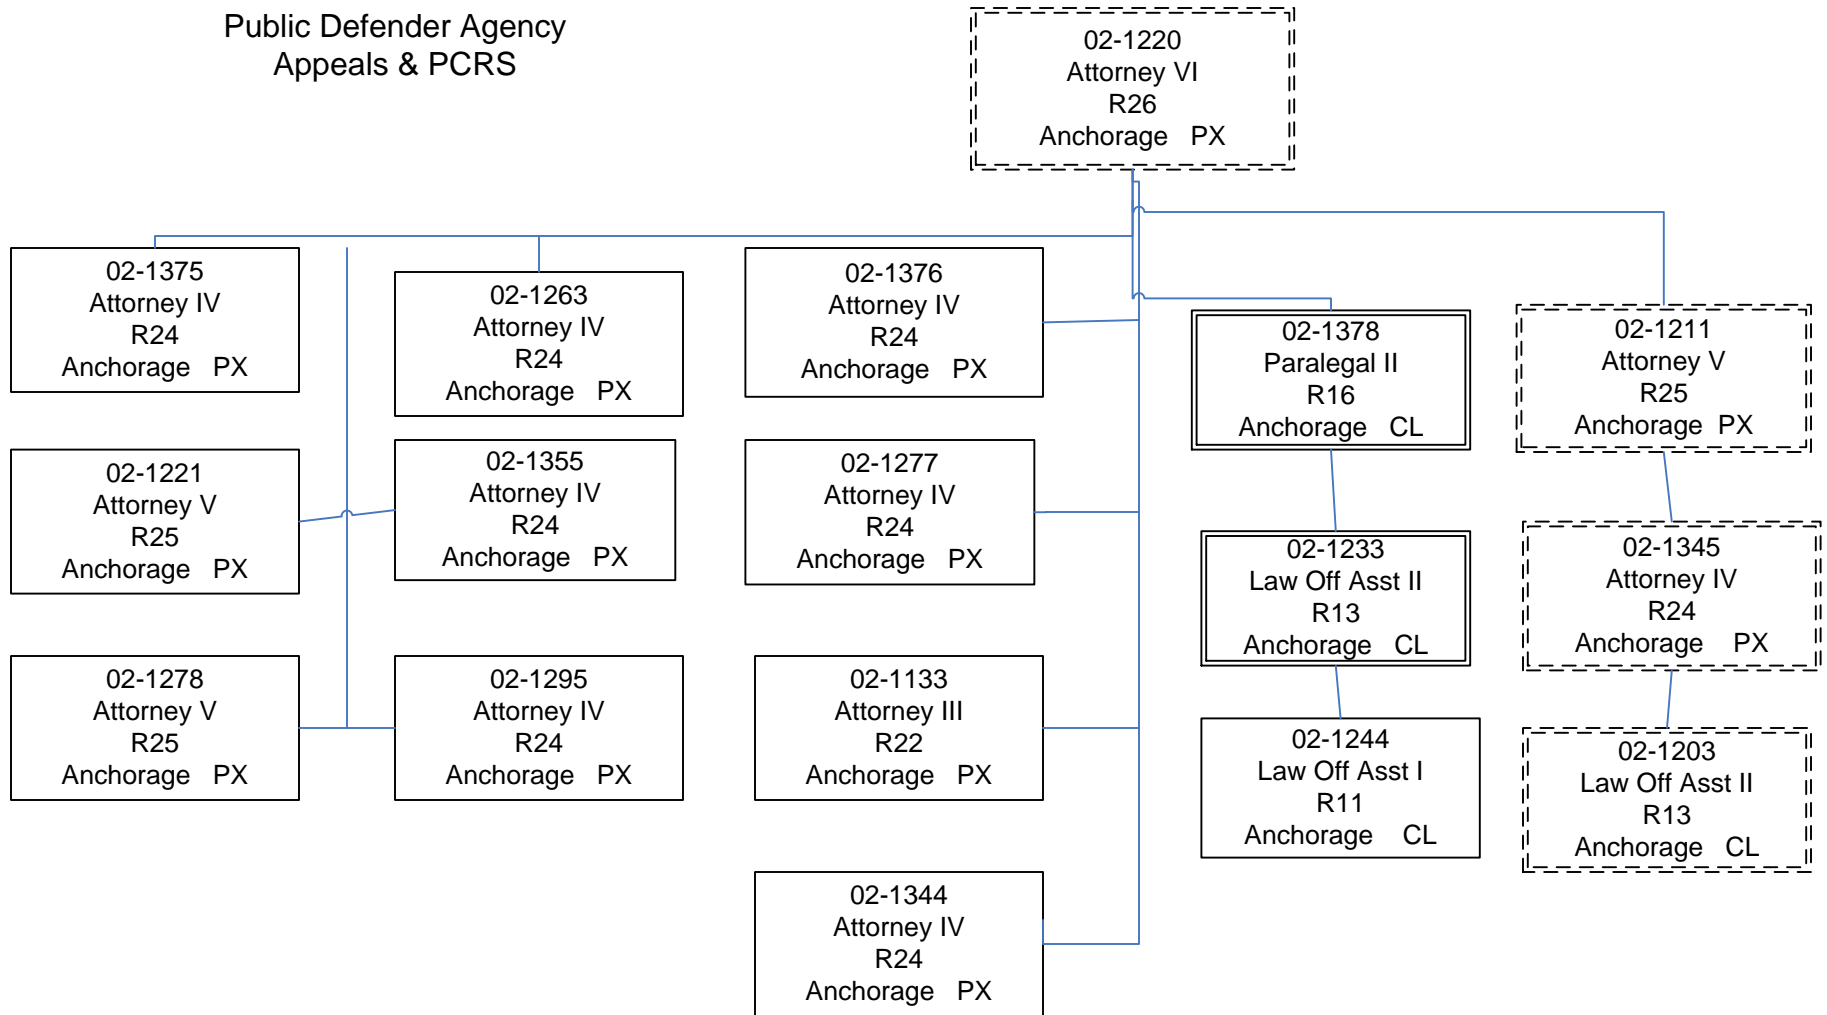 Public Defender Agency
Appeals & PCRS
02-1220
Attorney VI
R26
Anchorage PX
02-1375
Attorney IV
R24
Anchorage PX
02-1263
Attorney IV
R24
Anchorage PX
02-1376
Attorney IV
R24
Anchorage PX
02-1378
Paralegal II
R16
Anchorage CL
02-1211
Attorney V
R25
Anchorage PX
02-1221
Attorney V
R25
Anchorage PX
02-1355
Attorney IV
R24
Anchorage PX
02-1277
Attorney IV
R24
Anchorage PX
02-1233
Law Off Asst II
R13
Anchorage CL
02-1345
Attorney IV
R24
Anchorage PX
02-1278
Attorney V
R25
Anchorage PX
02-1295
Attorney IV
R24
Anchorage PX
02-1133
Attorney III
R22
Anchorage PX
02-1244
Law Off Asst I
R11
Anchorage CL
02-1203
Law Off Asst II
R13
Anchorage CL
02-1344
Attorney IV
R24
Anchorage PX